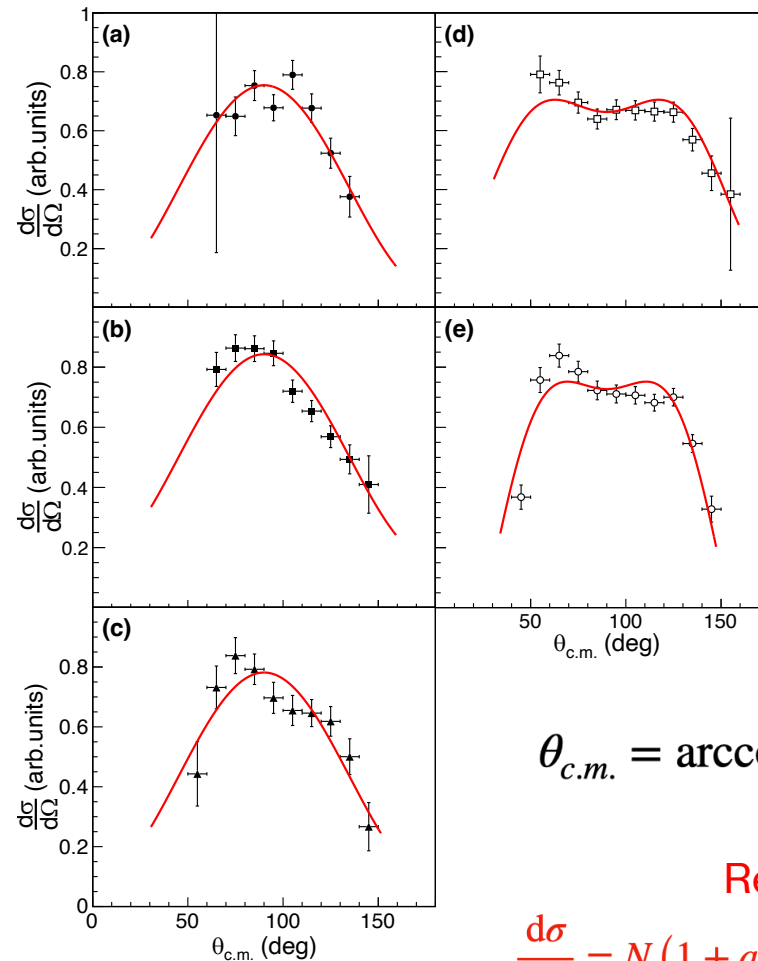 (a)
dσ/dΩ (arb.units)
1
0.8
0.6
0.4
0.2
(d)
(b)
dσ/dΩ (arb.units)
0.8
0.6
0.4
0.2
(e)
50 100 150
θc.m. (deg)
(c)
dσ/dΩ (arb.units)
0.8
0.6
0.4
0.2
0
0 50 100 150
θc.m. (deg)
θc.m. =
dσ
= N(1 +